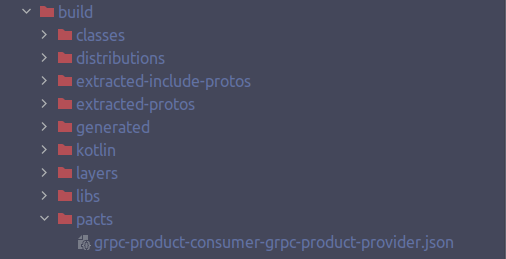 build
classes
distributions
extracted-include-protos
extracted-protos
generated
kotlin
layers
libs
pacts
grpc-product-consumer-grpc-product-provider.json